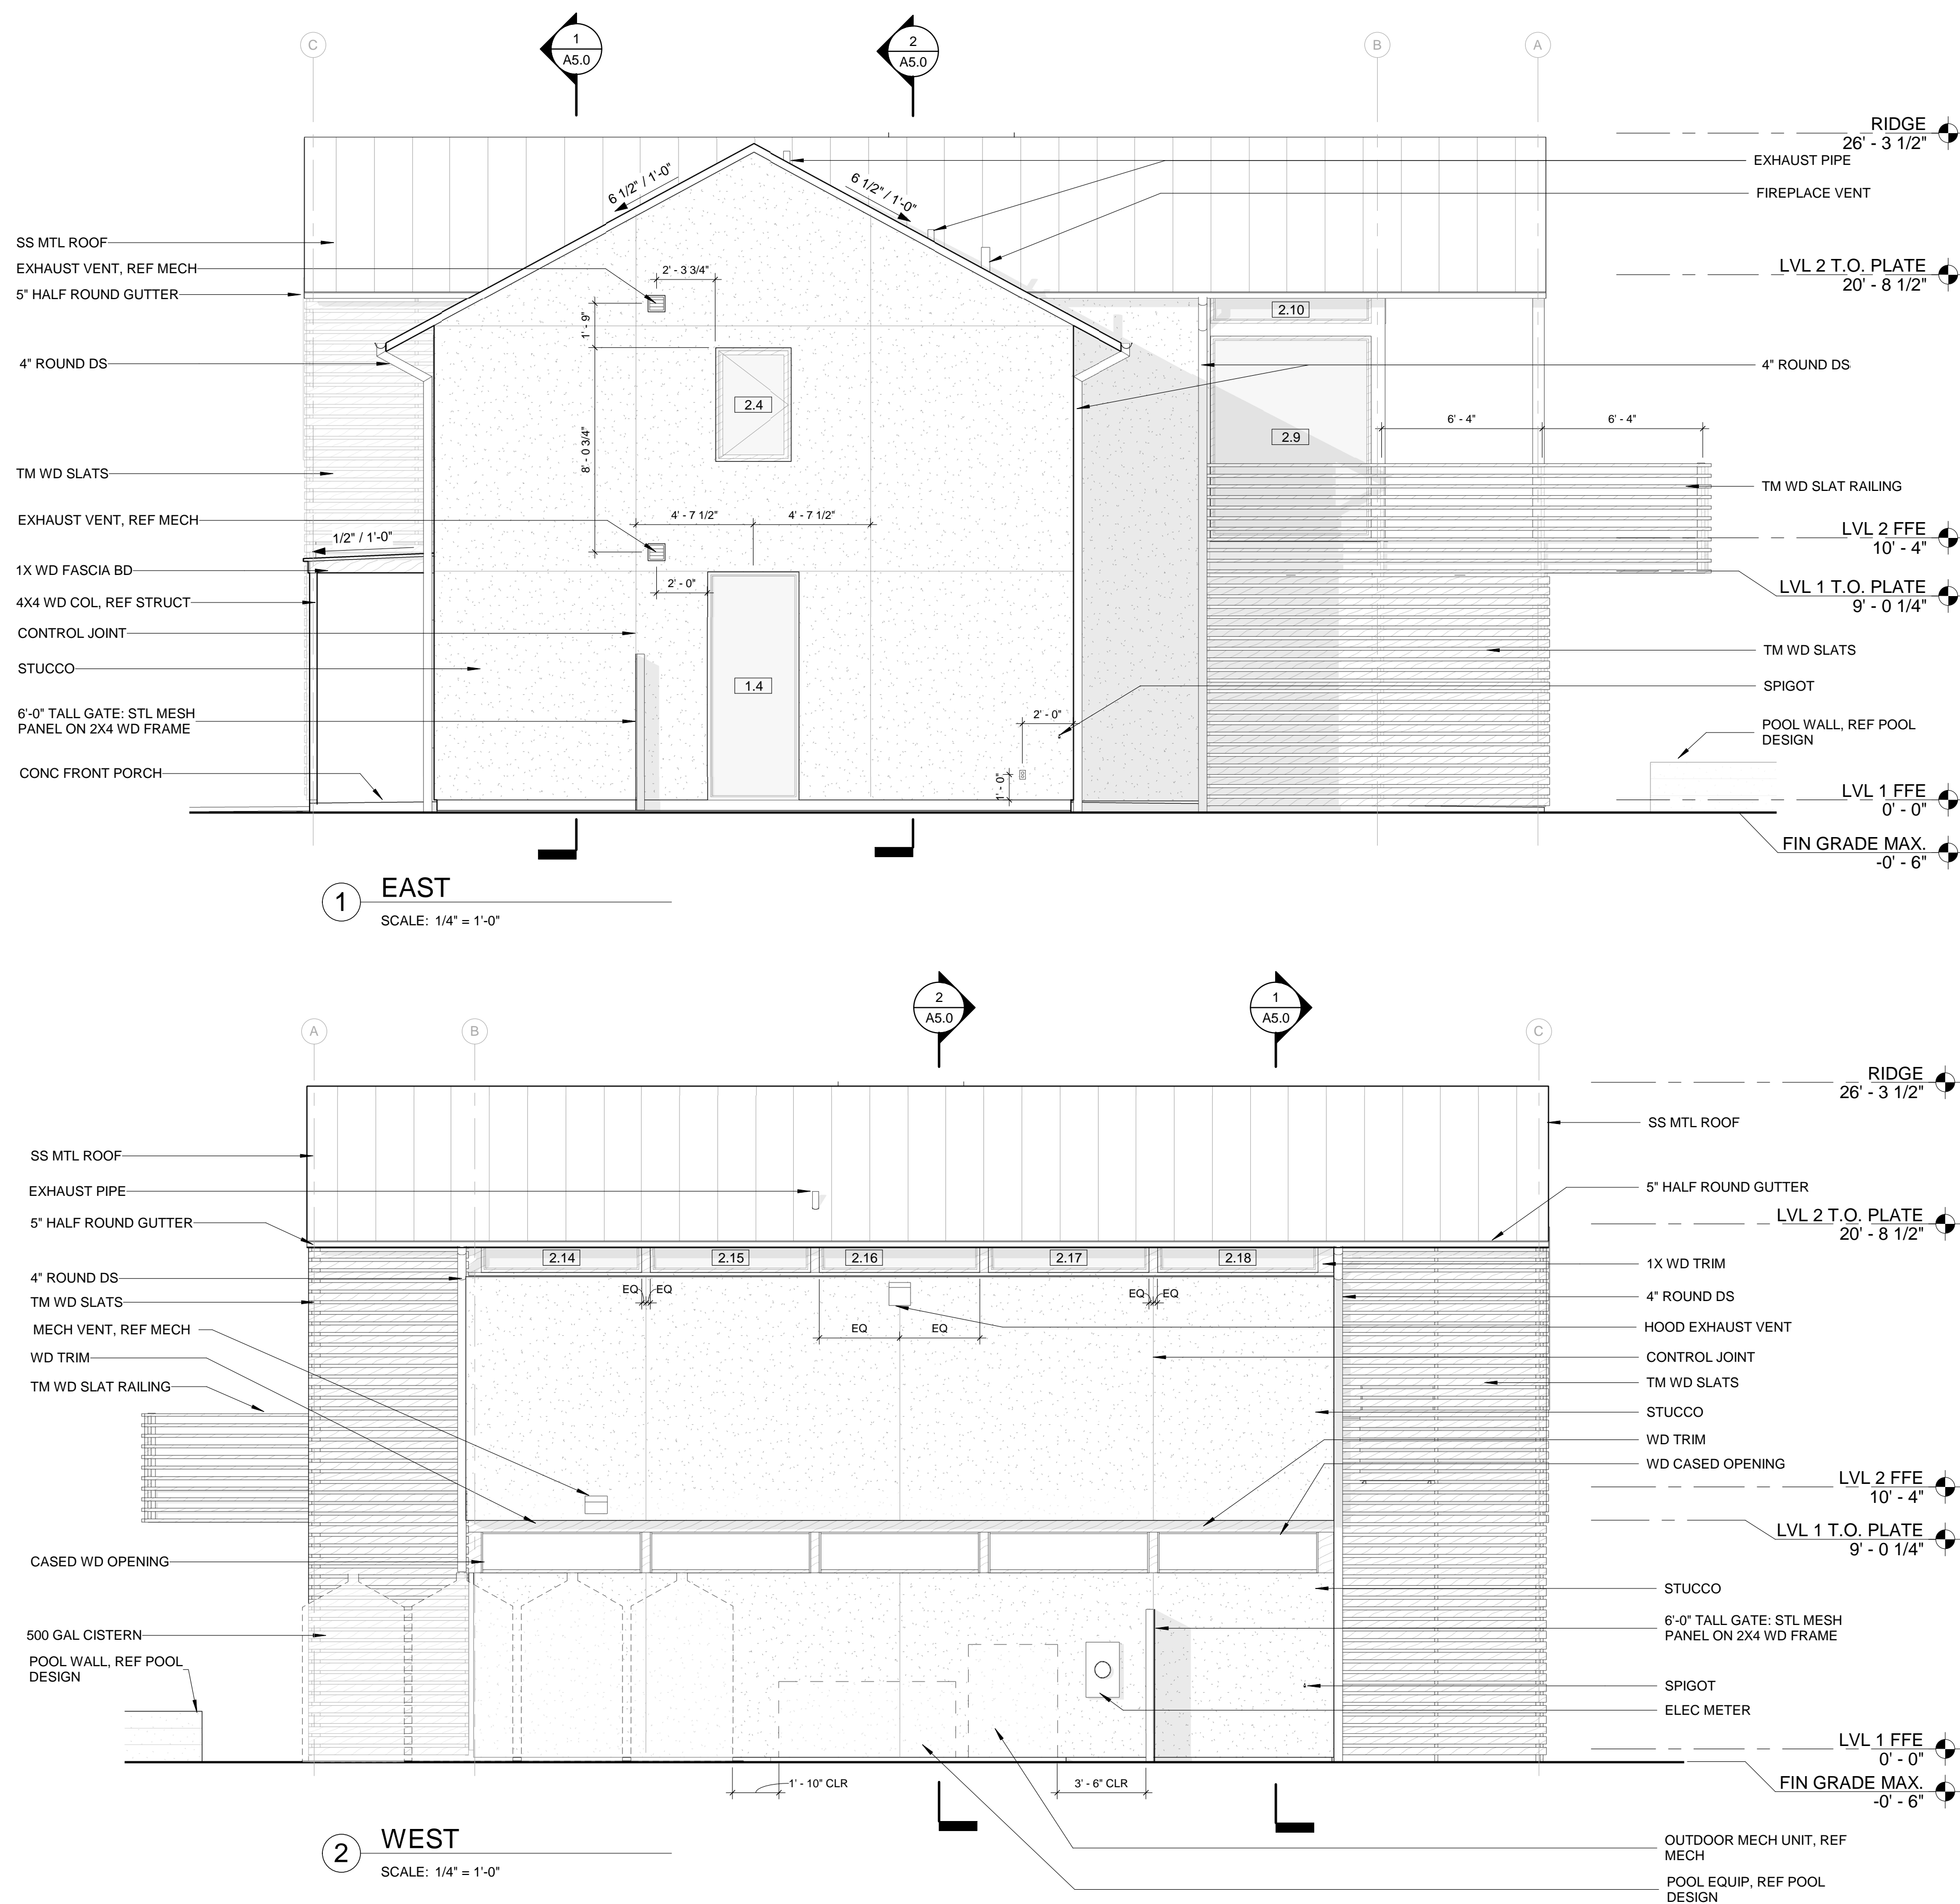 C
1
A5.0
2
A5.0
B
A
RIDGE
26' - 3 1/2"
EXHAUST PIPE
6 1/2" / 1'-0"
6 1/2" / 1'-0"
FIREPLACE VENT
SS MTL ROOF
EXHAUST VENT, REF MECH
2' - 3 3/4"
LVL 2 T.O. PLATE
20' - 8 1/2"
5" HALF ROUND GUTTER
2.10
1' - 9"
4" ROUND DS
4" ROUND DS
2.4
6' - 4"
6' - 4"
2.9
8' - 0 3/4"
TM WD SLATS
TM WD SLAT RAILING
EXHAUST VENT, REF MECH
4' - 7 1/2"
4' - 7 1/2"
1/2" / 1'-0"
LVL 2 FFE
10' - 4"
1X WD FASCIA BD
2' - 0"
LVL 1 T.O. PLATE
9' - 0 1/4"
4X4 WD COL, REF STRUCT
CONTROL JOINT
TM WD SLATS
STUCCO
1.4
SPIGOT
6'-0" TALL GATE: STL MESH
PANEL ON 2X4 WD FRAME
2' - 0"
POOL WALL, REF POOL
DESIGN
CONC FRONT PORCH
1' - 0"
LVL 1 FFE
0' - 0"
FIN GRADE MAX.
-0' - 6"
1
EAST
SCALE: 1/4" = 1'-0"
2
A5.0
1
A5.0
A
B
C
RIDGE
26' - 3 1/2"
SS MTL ROOF
SS MTL ROOF
EXHAUST PIPE
5" HALF ROUND GUTTER
5" HALF ROUND GUTTER
LVL 2 T.O. PLATE
20' - 8 1/2"
2.14
2.15
2.16
2.17
2.18
1X WD TRIM
4" ROUND DS
EQ
EQ
EQ
EQ
4" ROUND DS
TM WD SLATS
MECH VENT, REF MECH
EQ
EQ
HOOD EXHAUST VENT
WD TRIM
CONTROL JOINT
TM WD SLAT RAILING
TM WD SLATS
STUCCO
WD TRIM
WD CASED OPENING
LVL 2 FFE
10' - 4"
LVL 1 T.O. PLATE
9' - 0 1/4"
CASED WD OPENING
STUCCO
6'-0" TALL GATE: STL MESH
PANEL ON 2X4 WD FRAME
500 GAL CISTERN
POOL WALL, REF POOL
DESIGN
SPIGOT
ELEC METER
LVL 1 FFE
0' - 0"
1' - 10" CLR
3' - 6" CLR
FIN GRADE MAX.
-0' - 6"
2
WEST
SCALE: 1/4" = 1'-0"
OUTDOOR MECH UNIT, REF
MECH
POOL EQUIP, REF POOL
DESIGN